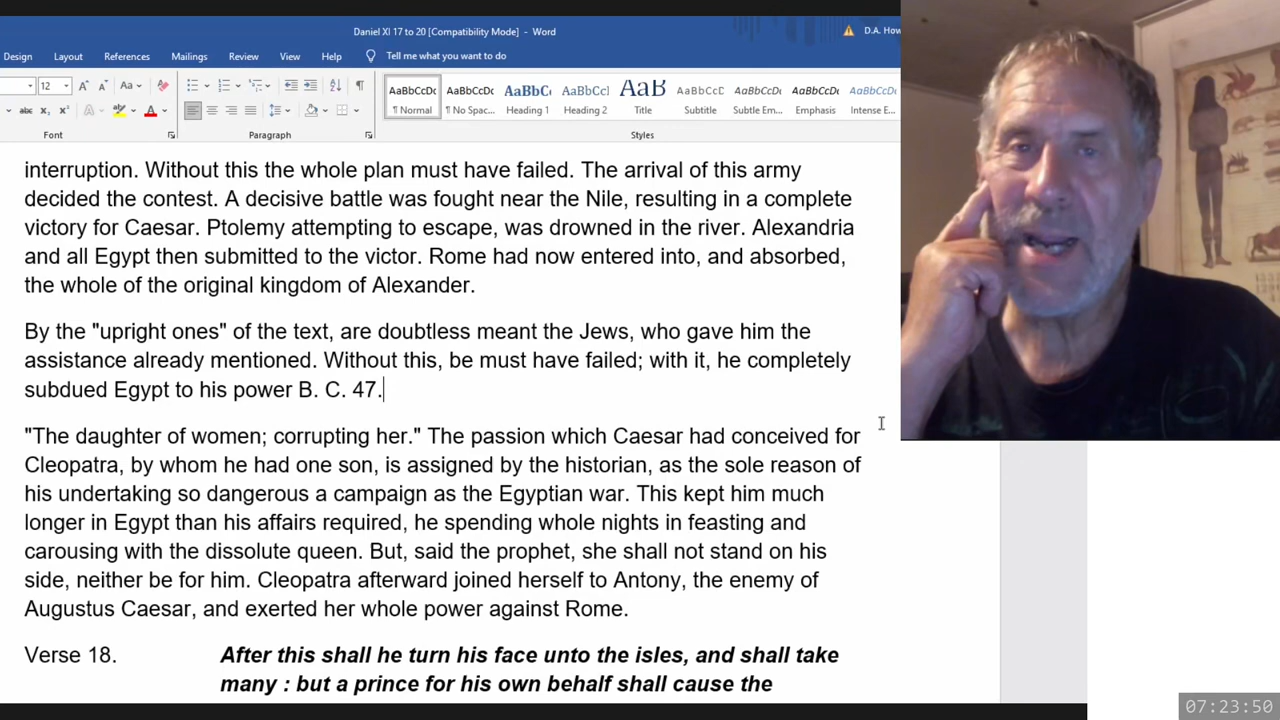 Daniel XI 17 to 20 [Compatibility Mode] - Word
D.A. How
Design Layout References Mailings Review View Help Tell me what you want to do
12 Aa
AaBbCcDc AaBbCcDc AaBbC AaBbCcl AaB AaBbCcD AaBbCcDc AaBbCcDc AaBbCcDc
¶ Normal ¶ No Spac... Heading 1 Heading 2 Title Subtitle Subtle Em... Emphasis Intense E...
Font Paragraph Styles
interruption. Without this the whole plan must have failed. The arrival of this army
decided the contest. A decisive battle was fought near the Nile, resulting in a complete
victory for Caesar. Ptolemy attempting to escape, was drowned in the river. Alexandria
and all Egypt then submitted to the victor. Rome had now entered into, and absorbed,
the whole of the original kingdom of Alexander.
By the "upright ones" of the text, are doubtless meant the Jews, who gave him the
assistance already mentioned. Without this, be must have failed; with it, he completely
subdued Egypt to his power B. C. 47.
"The daughter of women; corrupting her." The passion which Caesar had conceived for
Cleopatra, by whom he had one son, is assigned by the historian, as the sole reason of
his undertaking so dangerous a campaign as the Egyptian war. This kept him much
longer in Egypt than his affairs required, he spending whole nights in feasting and
carousing with the dissolute queen. But, said the prophet, she shall not stand on his
side, neither be for him. Cleopatra afterward joined herself to Antony, the enemy of
Augustus Caesar, and exerted her whole power against Rome.
Verse 18. After this shall he turn his face unto the isles, and shall take
many : but a prince for his own behalf shall cause the
07:23:50